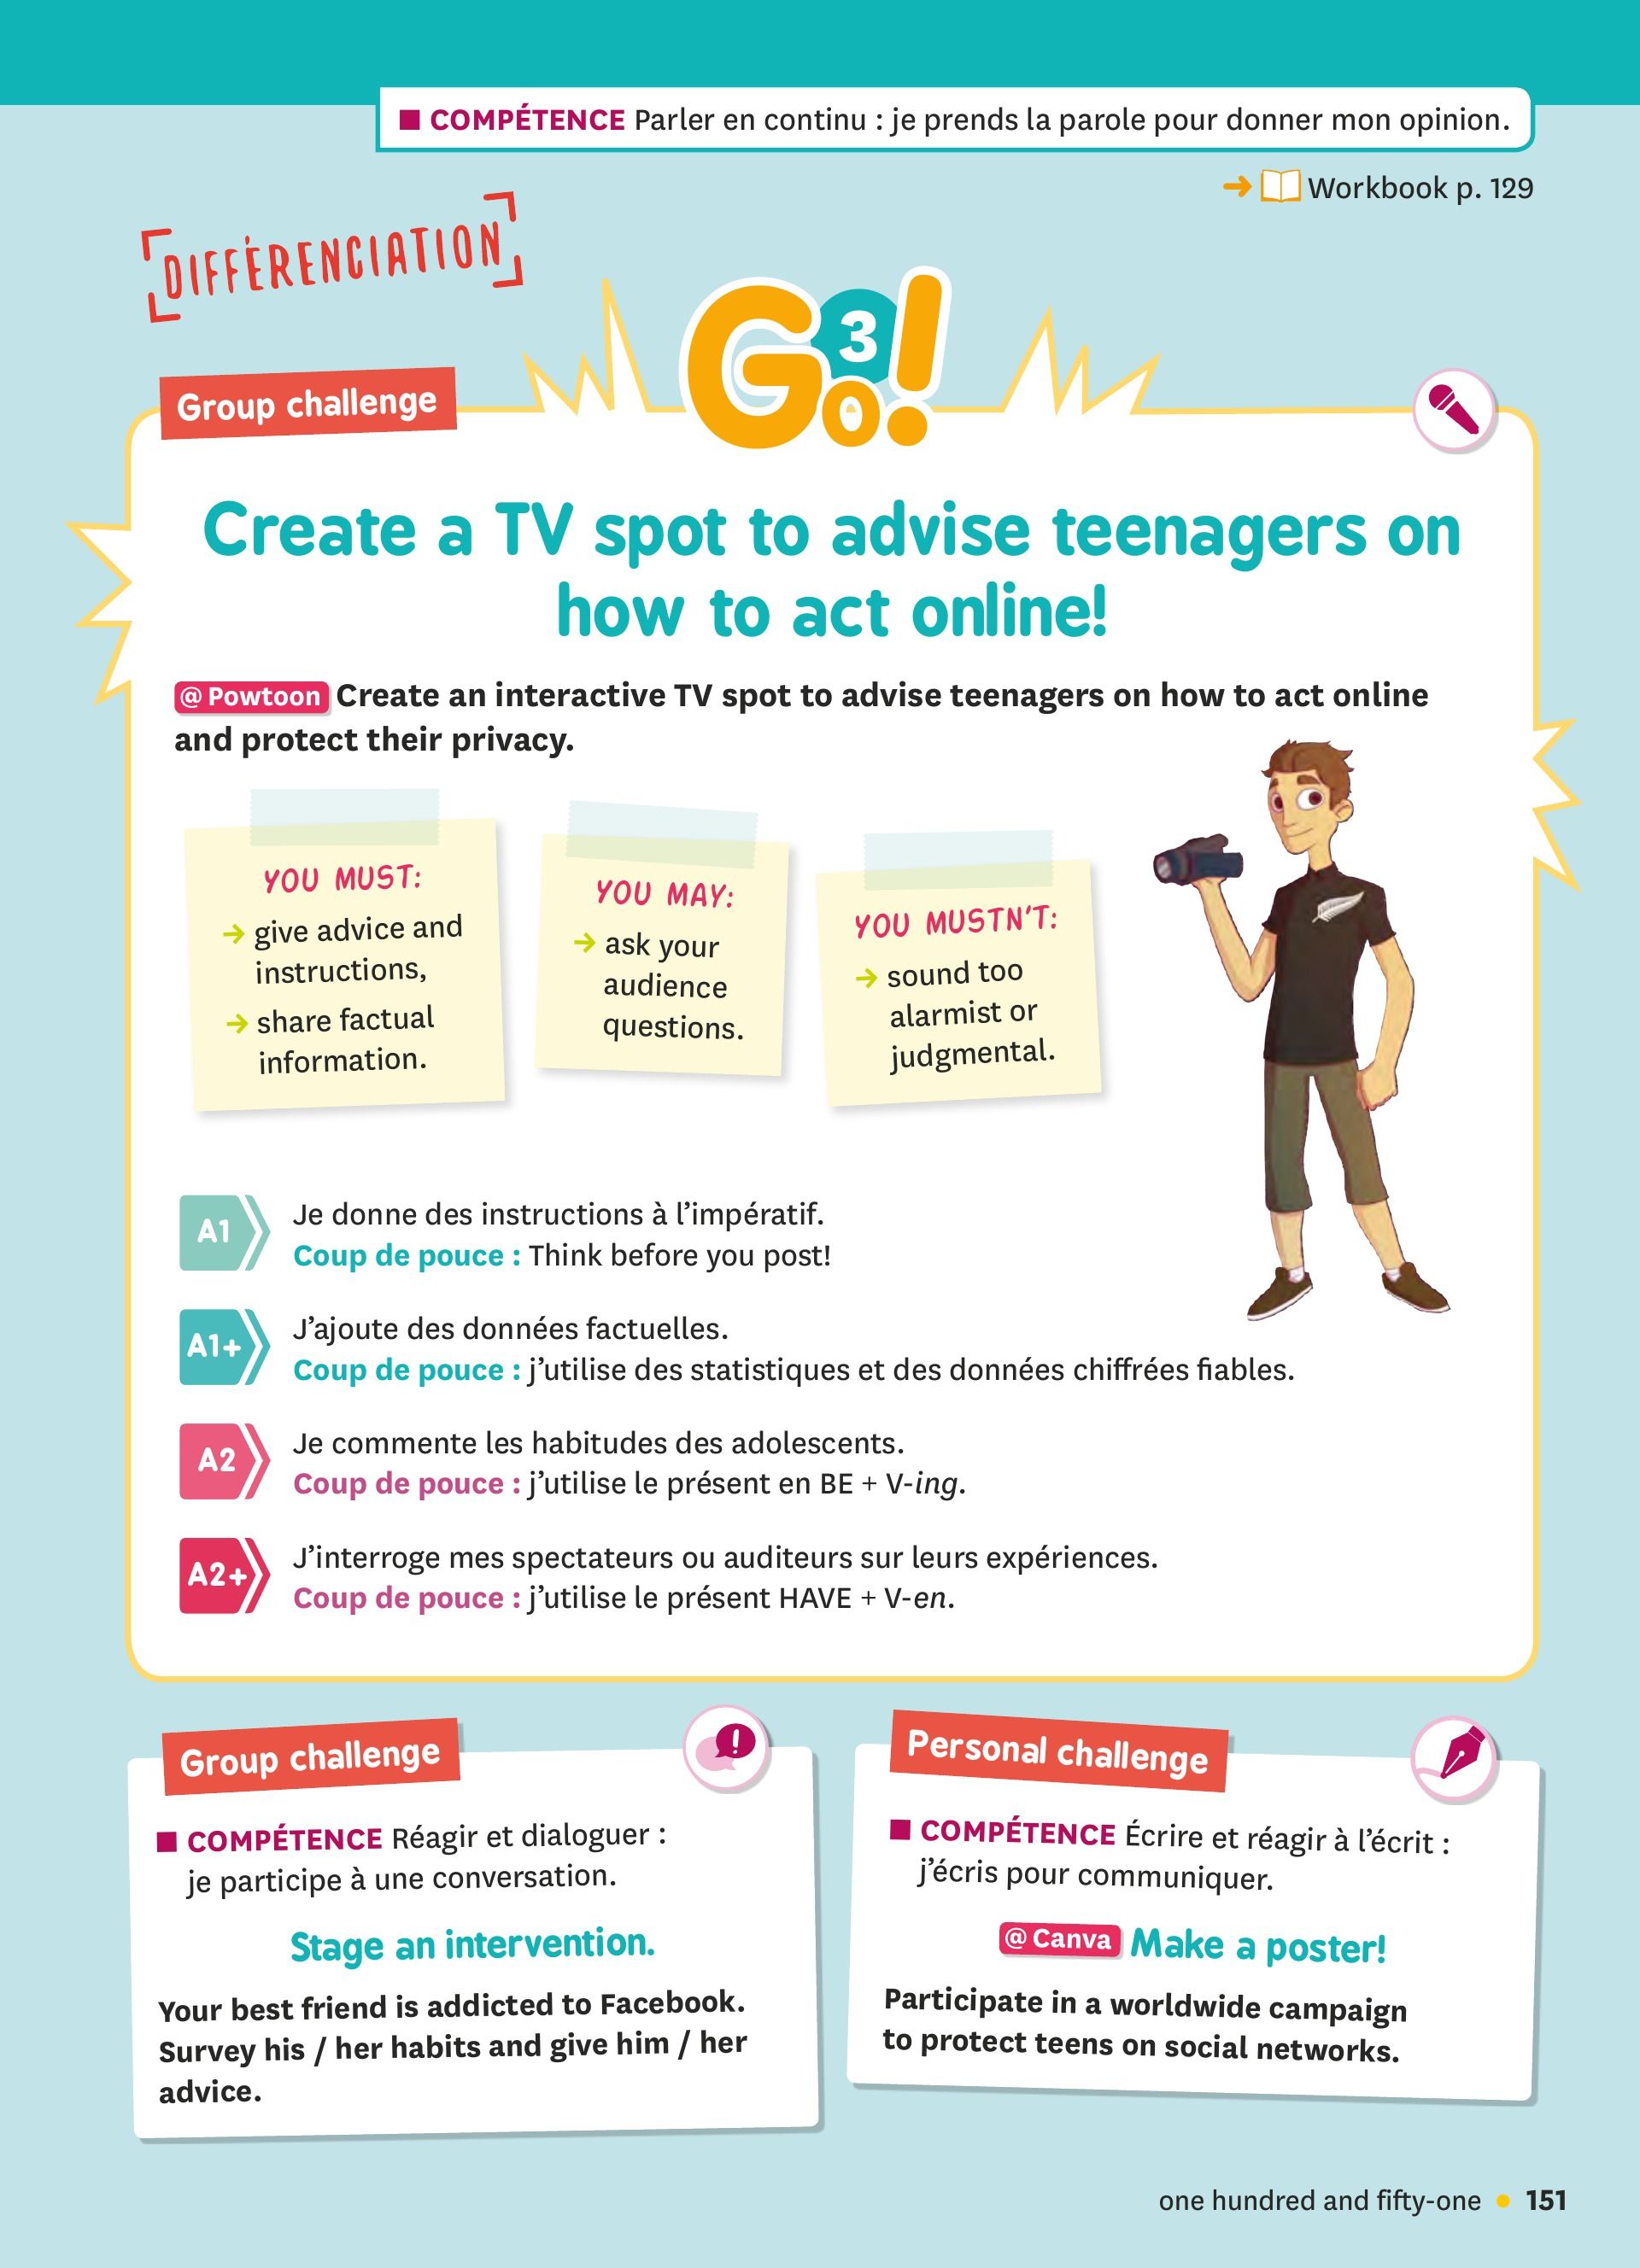 ■ COMPÉTENCE Parler en continu : je prends la parole pour donner mon opinion.
➜ Workbook p. 129
DIFFÉRENCIATION
Go!
3
Group challenge
Create a TV spot to advise teenagers on
how to act online!
@ Powtoon Create an interactive TV spot to advise teenagers on how to act online
and protect their privacy.
YOU MUST:
→ give advice and
instructions,
→ share factual
information.
YOU MAY:
→ ask your
audience
questions.
YOU MUSTN'T:
→ sound too
alarmist or
judgmental.
A1
Je donne des instructions à l'impératif.
Coup de pouce : Think before you post!
A1+
J'ajoute des données factuelles.
Coup de pouce : j'utilise des statistiques et des données chiffrées fiables.
A2
Je commente les habitudes des adolescents.
Coup de pouce : j'utilise le présent en BE + V-ing.
A2+
J'interroge mes spectateurs ou auditeurs sur leurs expériences.
Coup de pouce : j'utilise le présent HAVE + V-en.
Group challenge
■ COMPÉTENCE Réagir et dialoguer :
je participe à une conversation.
Stage an intervention.
Your best friend is addicted to Facebook.
Survey his / her habits and give him / her
advice.
Personal challenge
■ COMPÉTENCE Écrire et réagir à l'écrit :
j'écris pour communiquer.
@ Canva Make a poster!
Participate in a worldwide campaign
to protect teens on social networks.
one hundred and fifty-one • 151